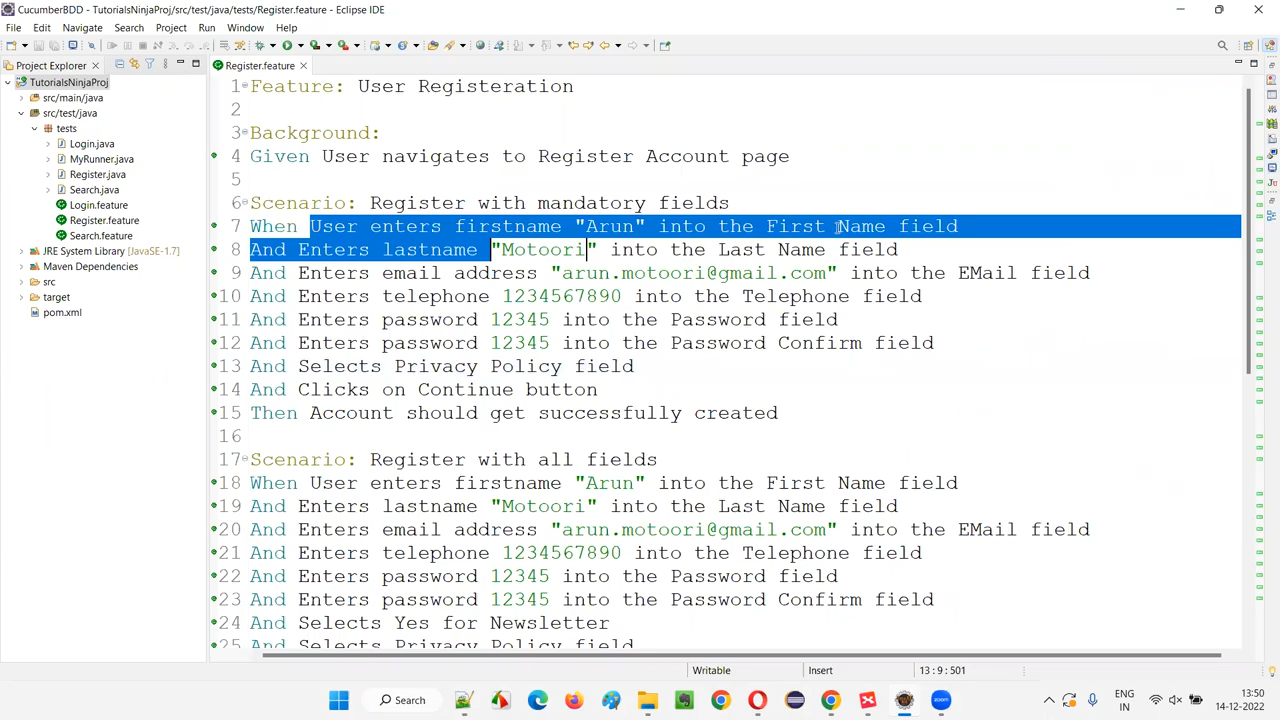 CucumberBDD - TutorialsNinjaProj/src/test/java/tests/Register.feature - Eclipse IDE
File Edit Navigate Search Project Run Window Help
Project Explorer
Register.feature
TutorialsNinjaProj
src/main/java
src/test/java
tests
Login.java
MyRunner.java
Register.java
Search.java
Login.feature
Register.feature
Search.feature
JRE System Library [JavaSE-1.7]
Maven Dependencies
src
target
pom.xml
1 Feature: User Registeration
2
3 Background:
4 Given User navigates to Register Account page
5
6 Scenario: Register with mandatory fields
7 When User enters firstname "Arun" into the First Name field
8 And Enters lastname "Motoori" into the Last Name field
9 And Enters email address "arun.motoori@gmail.com" into the EMail field
10 And Enters telephone 1234567890 into the Telephone field
11 And Enters password 12345 into the Password field
12 And Enters password 12345 into the Password Confirm field
13 And Selects Privacy Policy field
14 And Clicks on Continue button
15 Then Account should get successfully created
16
17 Scenario: Register with all fields
18 When User enters firstname "Arun" into the First Name field
19 And Enters lastname "Motoori" into the Last Name field
20 And Enters email address "arun.motoori@gmail.com" into the EMail field
21 And Enters telephone 1234567890 into the Telephone field
22 And Enters password 12345 into the Password field
23 And Enters password 12345 into the Password Confirm field
24 And Selects Yes for Newsletter
25 And Selects Privacy Policy field
Writable Insert 13:9:501
Search
ENG
IN
13:50
14-12-2022